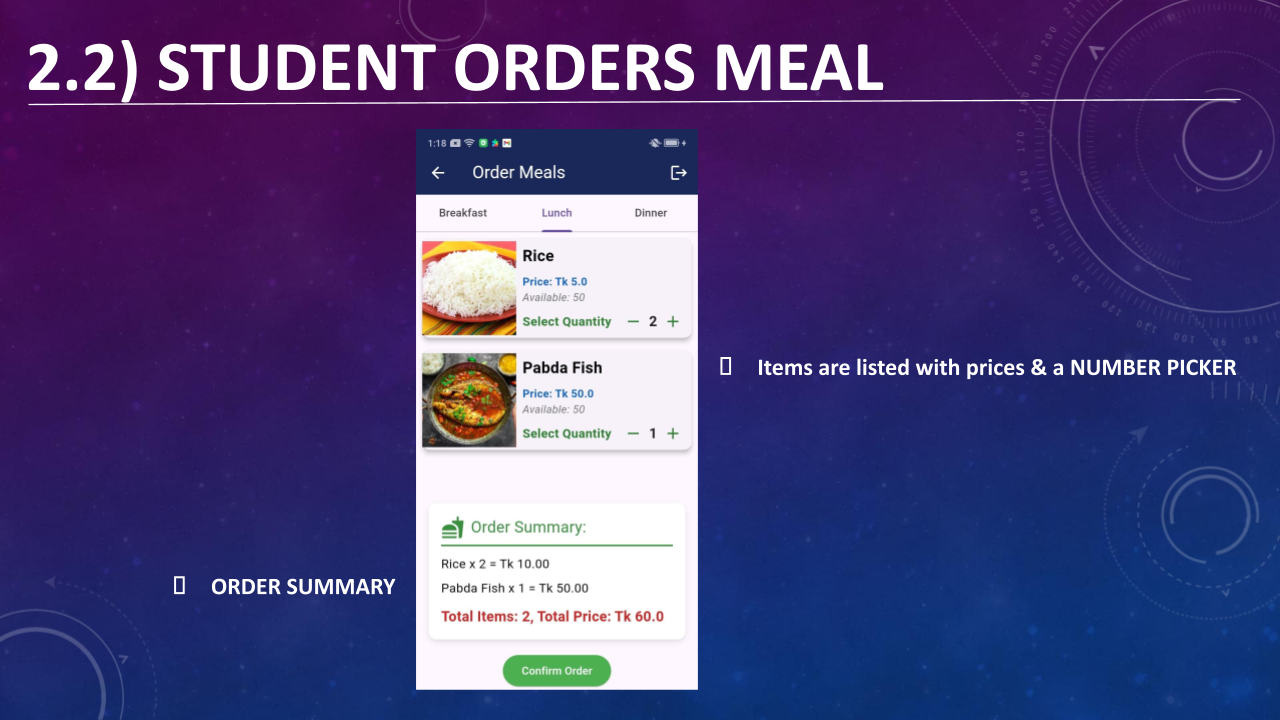 2.2) STUDENT ORDERS MEAL
1:18
Order Meals
Breakfast Lunch Dinner
Rice
Price: Tk 5.0
Available: 50
Select Quantity − 2 +
Pabda Fish
Price: Tk 50.0
Available: 50
Select Quantity − 1 +
Items are listed with prices & a NUMBER PICKER
Order Summary:
Rice x 2 = Tk 10.00
Pabda Fish x 1 = Tk 50.00
Total Items: 2, Total Price: Tk 60.0
ORDER SUMMARY
Confirm Order